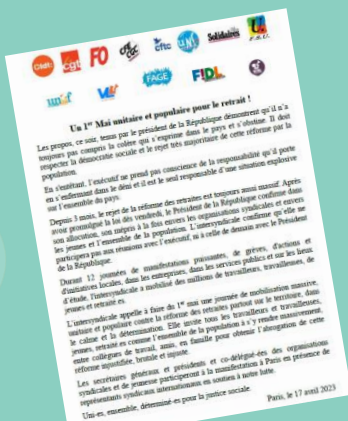 Cfdt:
cgt
FO
cfe cgc
cftc
unsa
Solidaires
F.S.U.
unef
VL
FAGE
FIDL
Un 1er Mai unitaire et populaire pour le retrait !
Les propos, ce soir, tenus par le président de la République démontrent qu'il n'a
toujours pas compris la colère qui s'exprime dans le pays et s'obstine. Il doit
respecter la démocratie sociale et le rejet très majoritaire de cette réforme par la
population.
En s'entêtant, l'exécutif ne prend pas conscience de la responsabilité qu'il porte
en s'enfermant dans le déni et il est le seul responsable d'une situation explosive
sur l'ensemble du pays.
Depuis 3 mois, le rejet de la réforme des retraites est toujours aussi massif. Après
avoir promulgué la loi dès vendredi, le Président de la République confirme dans
son allocution, son mépris à la fois envers les organisations syndicales et envers
les jeunes et l'ensemble de la population. L'intersyndicale confirme qu'elle ne
participera pas aux réunions avec l'exécutif, ni à celle de demain avec le Président
de la République.
Durant 12 journées de manifestations puissantes, de grèves, d'actions et
d'initiatives locales, dans les entreprises, dans les services publics et sur les lieux
d'étude, l'intersyndicale a mobilisé des millions de travailleurs, travailleuses, de
jeunes et retraité·es.
L'intersyndicale appelle à faire du 1er mai une journée de mobilisation massive,
unitaire et populaire contre la réforme des retraites partout sur le territoire, dans
le calme et la détermination. Elle invite tous les travailleurs et travailleuses,
jeunes, retraité·es comme l'ensemble de la population à s'y rendre massivement,
entre collègues de travail, amis, en famille pour obtenir l'abrogation de cette
réforme injustifiée, brutale et injuste.
Les secrétaires généraux et présidents et co-délégué·ées des organisations
syndicales et de jeunesse participeront à la manifestation à Paris en présence de
représentants syndicaux internationaux en soutien à notre lutte.
Uni·es, ensemble, déterminé·es pour la justice sociale.
Paris, le 17 avril 2023